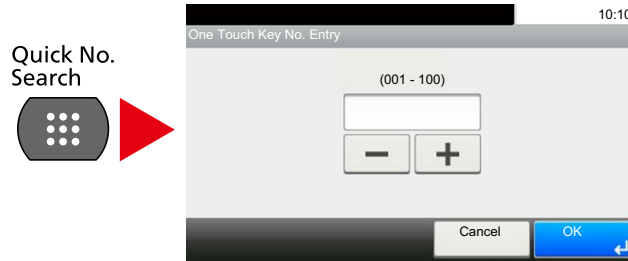 Quick No.
Search
10:10
One Touch Key No. Entry
(001 - 100)
Cancel
OK